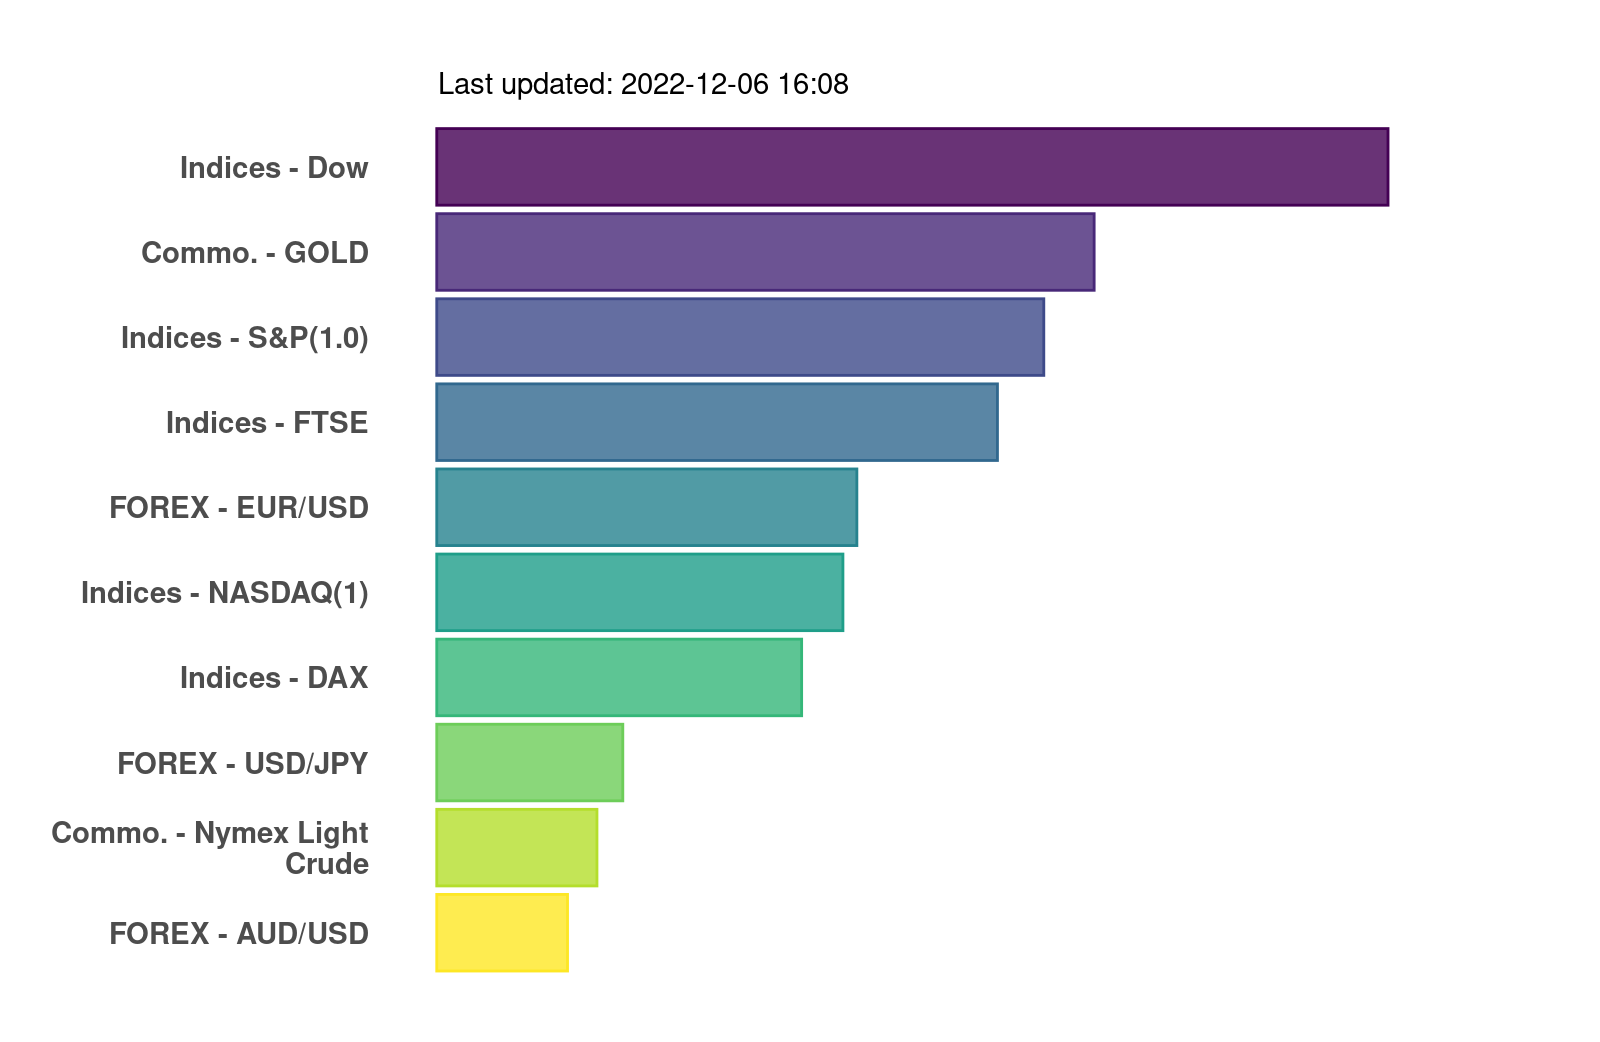 Last updated: 2022-12-06 16:08
Indices - Dow
Commo. - GOLD
Indices - S&P(1.0)
Indices - FTSE
FOREX - EUR/USD
Indices - NASDAQ(1)
Indices - DAX
FOREX - USD/JPY
Commo. - Nymex Light
Crude
FOREX - AUD/USD